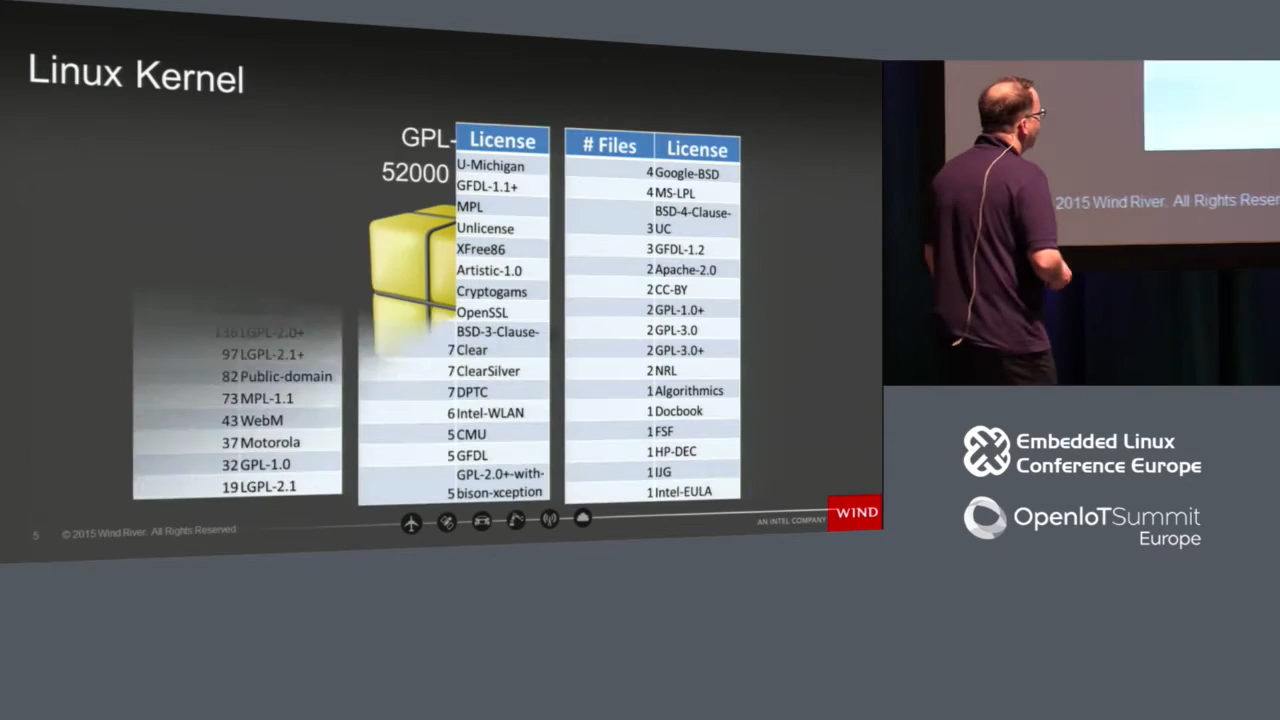 Linux Kernel
GPL-
52000
136 LGPL-2.0+
97 LGPL-2.1+
82 Public-domain
73 MPL-1.1
43 WebM
37 Motorola
32 GPL-1.0
19 LGPL-2.1
License
U-Michigan
GFDL-1.1+
MPL
Unlicense
XFree86
Artistic-1.0
Cryptogams
OpenSSL
BSD-3-Clause-
7 Clear
7 ClearSilver
7 DPTC
6 Intel-WLAN
5 CMU
5 GFDL
GPL-2.0+-with-
5 bison-xception
# Files License
4 Google-BSD
4 MS-LPL
BSD-4-Clause-
3 UC
3 GFDL-1.2
2 Apache-2.0
2 CC-BY
2 GPL-1.0+
2 GPL-3.0
2 GPL-3.0+
2 NRL
1 Algorithmics
1 Docbook
1 FSF
1 HP-DEC
1 IJG
1 Intel-EULA
5 © 2015 Wind River. All Rights Reserved
AN INTEL COMPANY
WIND
2015 Wind River. All Rights Reser
Embedded Linux
Conference Europe
OpenIoTSummit
Europe